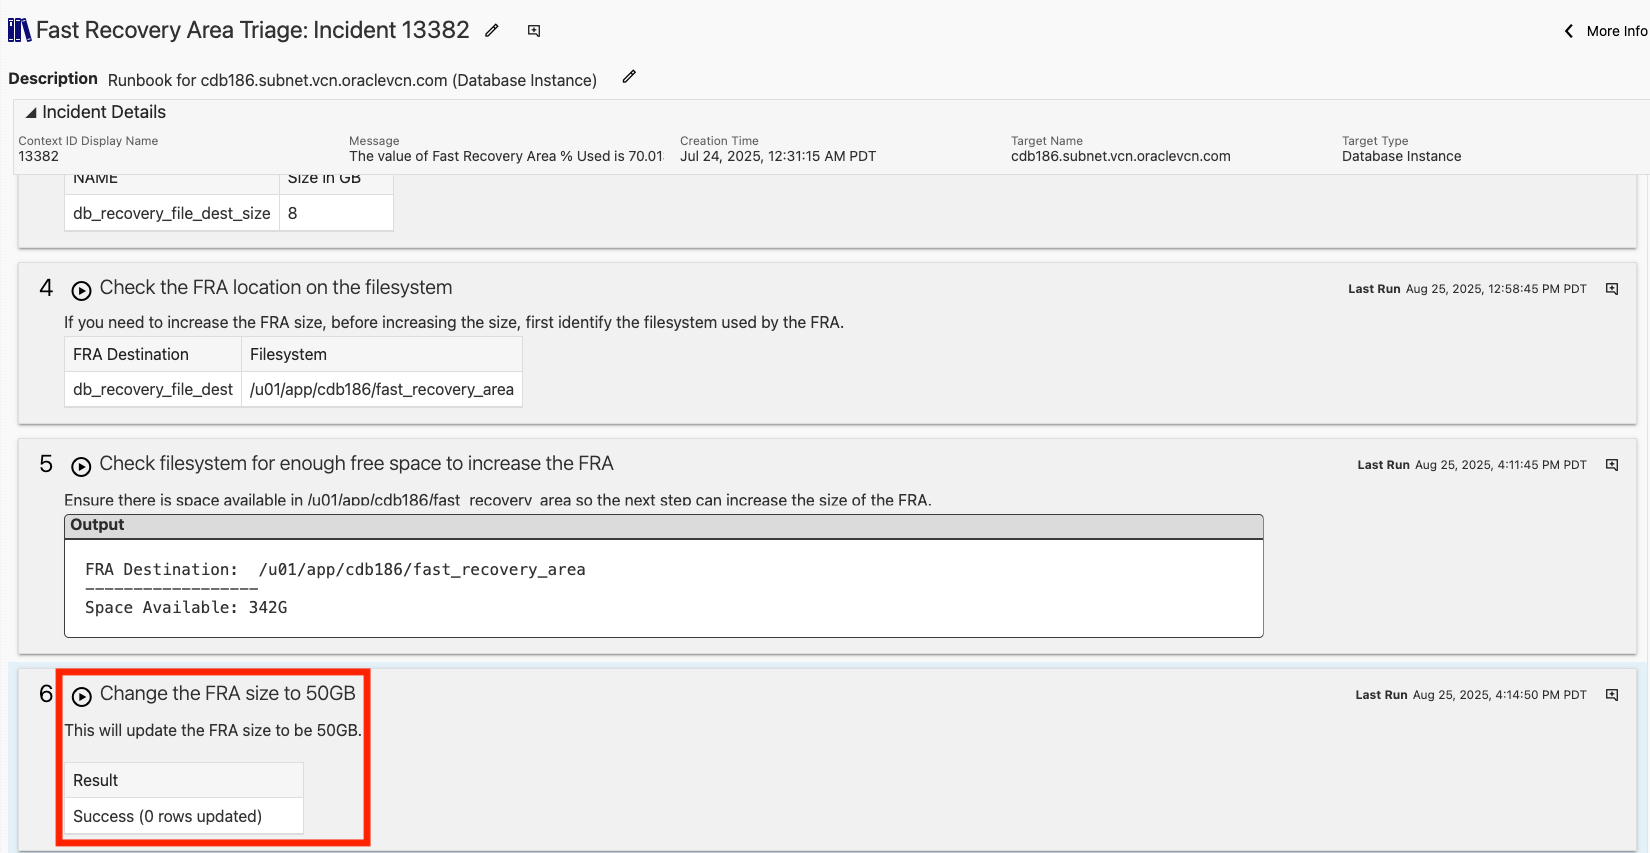 Fast Recovery Area Triage: Incident 13382
More Info
Description Runbook for cdb186.subnet.vcn.oraclevcn.com (Database Instance)
Incident Details
Context ID Display Name Message Creation Time Target Name Target Type
13382 The value of Fast Recovery Area % Used is 70.01 Jul 24, 2025, 12:31:15 AM PDT cdb186.subnet.vcn.oraclevcn.com Database Instance
NAME Size in GB
db_recovery_file_dest_size 8
4 Check the FRA location on the filesystem Last Run Aug 25, 2025, 12:58:45 PM PDT
If you need to increase the FRA size, before increasing the size, first identify the filesystem used by the FRA.
FRA Destination Filesystem
db_recovery_file_dest /u01/app/cdb186/fast_recovery_area
5 Check filesystem for enough free space to increase the FRA Last Run Aug 25, 2025, 4:11:45 PM PDT
Ensure there is space available in /u01/app/cdb186/fast_recovery_area so the next step can increase the size of the FRA.
Output
FRA Destination: /u01/app/cdb186/fast_recovery_area
------------------
Space Available: 342G
6 Change the FRA size to 50GB Last Run Aug 25, 2025, 4:14:50 PM PDT
This will update the FRA size to be 50GB.
Result
Success (0 rows updated)